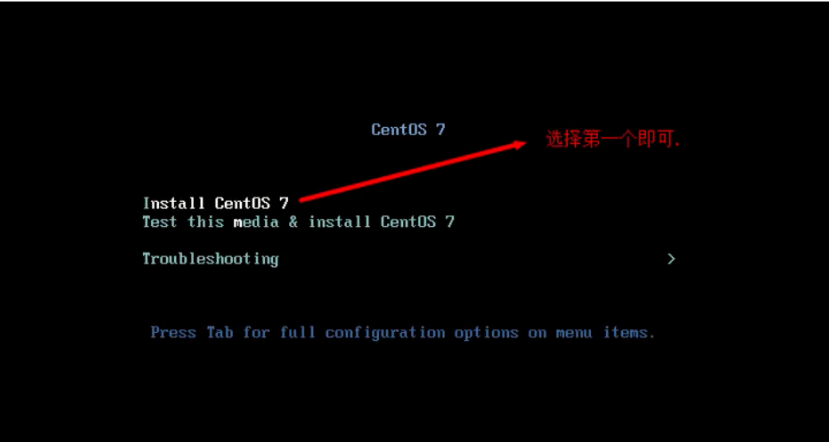 CentOS 7
选择第一个即可.
Install CentOS 7
Test this media & install CentOS 7
Troubleshooting >
Press Tab for full configuration options on menu items.